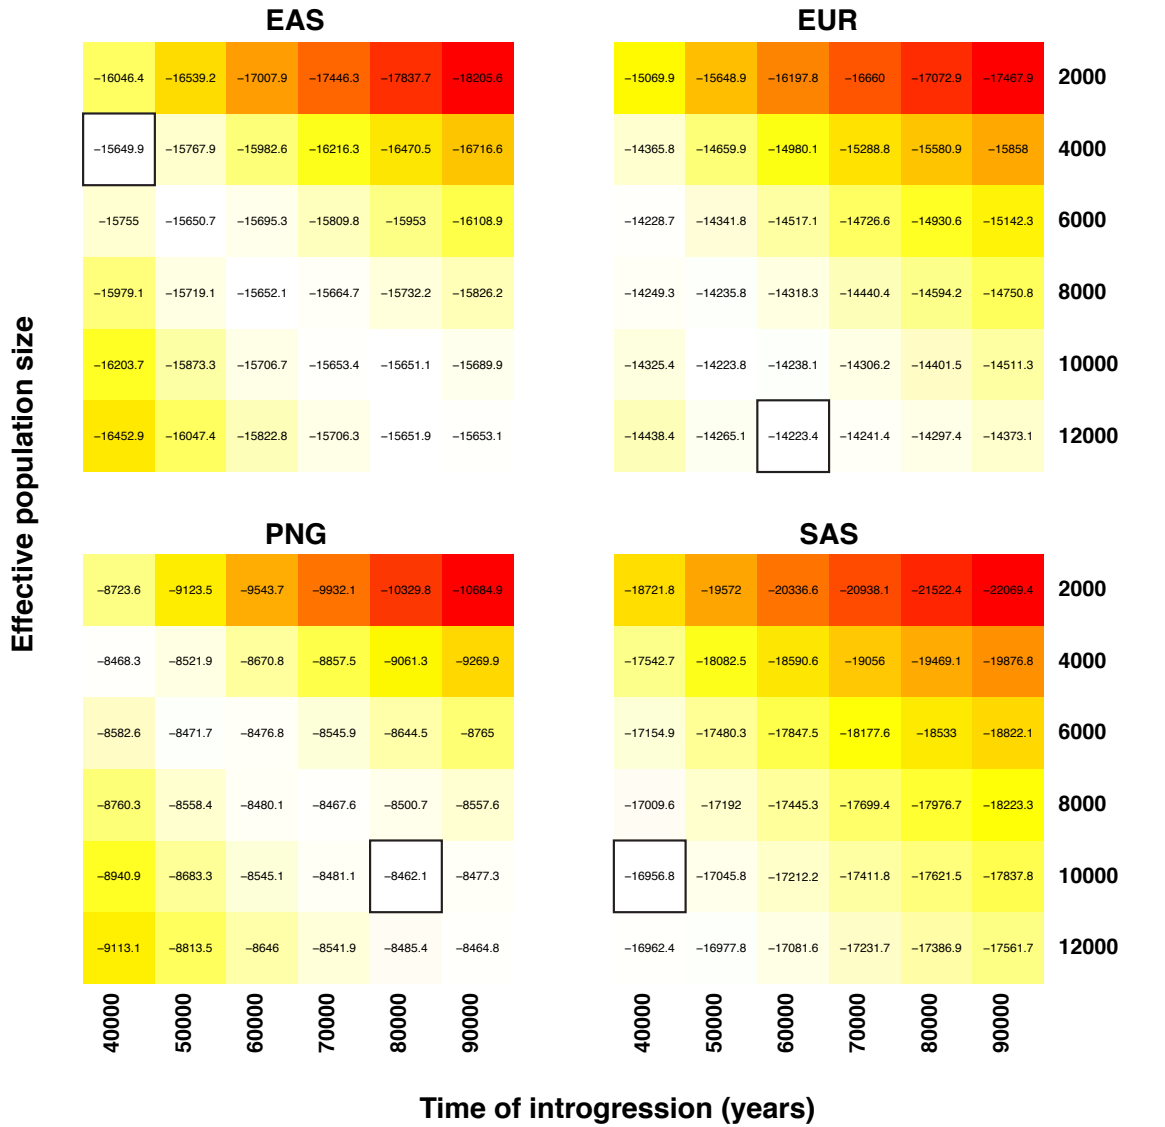 EAS EUR
−16046.4 −16539.2 −17007.9 −17446.3 −17837.7 −18205.6 −15069.9 −15648.9 −16197.8 −16660 −17072.9 −17467.9 2000
−15649.9 −15767.9 −15982.6 −16216.3 −16470.5 −16716.6 −14365.8 −14659.9 −14980.1 −15288.8 −15580.9 −15858 4000
−15755 −15650.7 −15695.3 −15809.8 −15953 −16108.9 −14228.7 −14341.8 −14517.1 −14726.6 −14930.6 −15142.3 6000
−15979.1 −15719.1 −15652.1 −15664.7 −15732.2 −15826.2 −14249.3 −14235.8 −14318.3 −14440.4 −14594.2 −14750.8 8000
−16203.7 −15873.3 −15706.7 −15653.4 −15651.1 −15689.9 −14325.4 −14223.8 −14238.1 −14306.2 −14401.5 −14511.3 10000
−16452.9 −16047.4 −15822.8 −15706.3 −15651.9 −15653.1 −14438.4 −14265.1 −14223.4 −14241.4 −14297.4 −14373.1 12000
Effective population size
PNG SAS
−8723.6 −9123.5 −9543.7 −9932.1 −10329.8 −10684.9 −18721.8 −19572 −20336.6 −20938.1 −21522.4 −22069.4 2000
−8468.3 −8521.9 −8670.8 −8857.5 −9061.3 −9269.9 −17542.7 −18082.5 −18590.6 −19056 −19469.1 −19876.8 4000
−8582.6 −8471.7 −8476.8 −8545.9 −8644.5 −8765 −17154.9 −17480.3 −17847.5 −18177.6 −18533 −18822.1 6000
−8760.3 −8558.4 −8480.1 −8467.6 −8500.7 −8557.6 −17009.6 −17192 −17445.3 −17699.4 −17976.7 −18223.3 8000
−8940.9 −8683.3 −8545.1 −8481.1 −8462.1 −8477.3 −16956.8 −17045.8 −17212.2 −17411.8 −17621.5 −17837.8 10000
−9113.1 −8813.5 −8646 −8541.9 −8485.4 −8464.8 −16962.4 −16977.8 −17081.6 −17231.7 −17386.9 −17561.7 12000
40000 50000 60000 70000 80000 90000 40000 50000 60000 70000 80000 90000
Time of introgression (years)